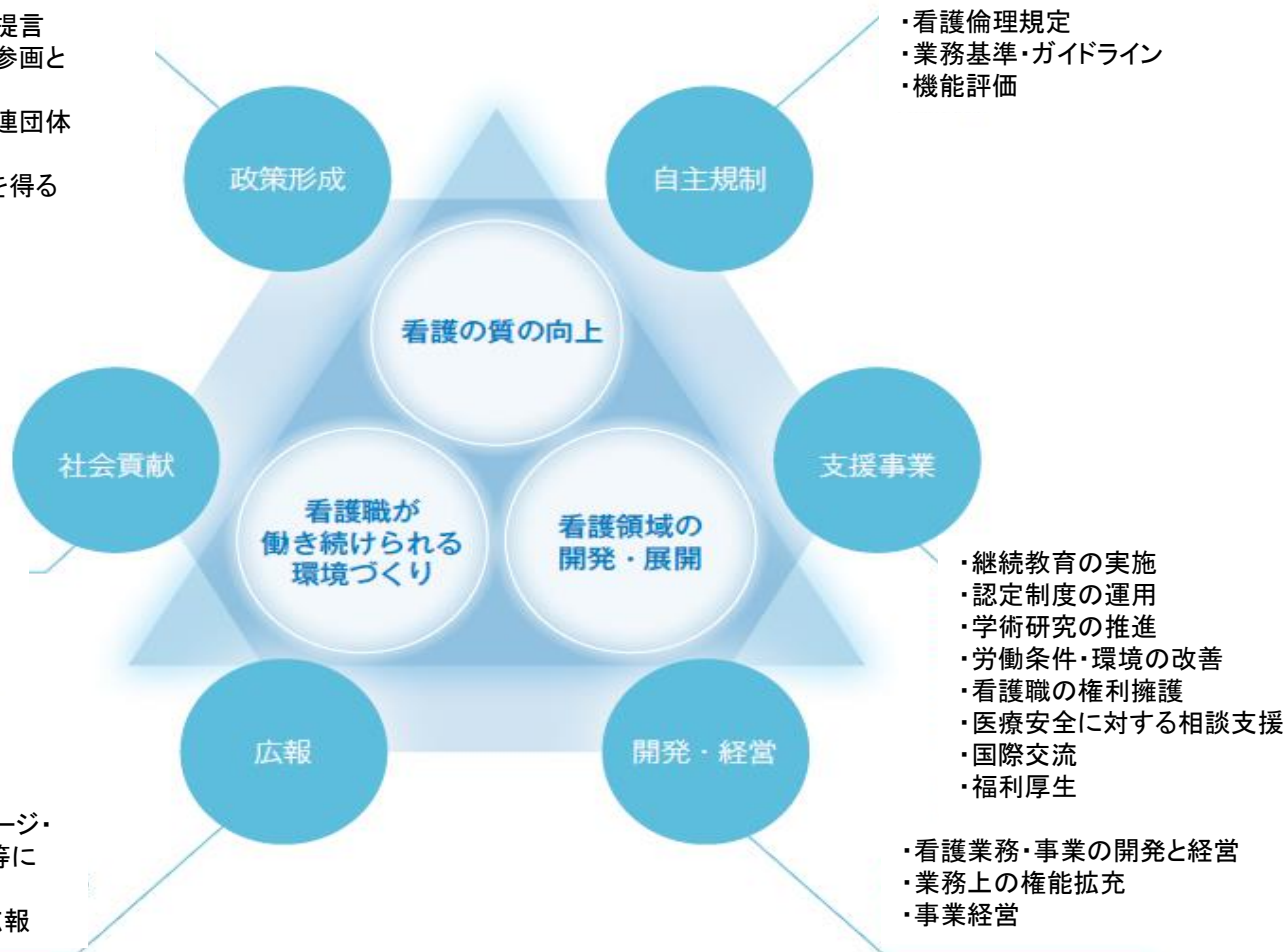 提言
参画と
連団体
を得る
・看護倫理規定
・業務基準・ガイドライン
・機能評価
政策形成
自主規制
看護の質の向上
社会貢献
支援事業
看護職が
働き続けられる
環境づくり
看護領域の
開発・展開
・継続教育の実施
・認定制度の運用
・学術研究の推進
・労働条件・環境の改善
・看護職の権利擁護
・医療安全に対する相談支援
・国際交流
・福利厚生
広報
開発・経営
ージ・
等に
広報
・看護業務・事業の開発と経営
・業務上の権能拡充
・事業経営